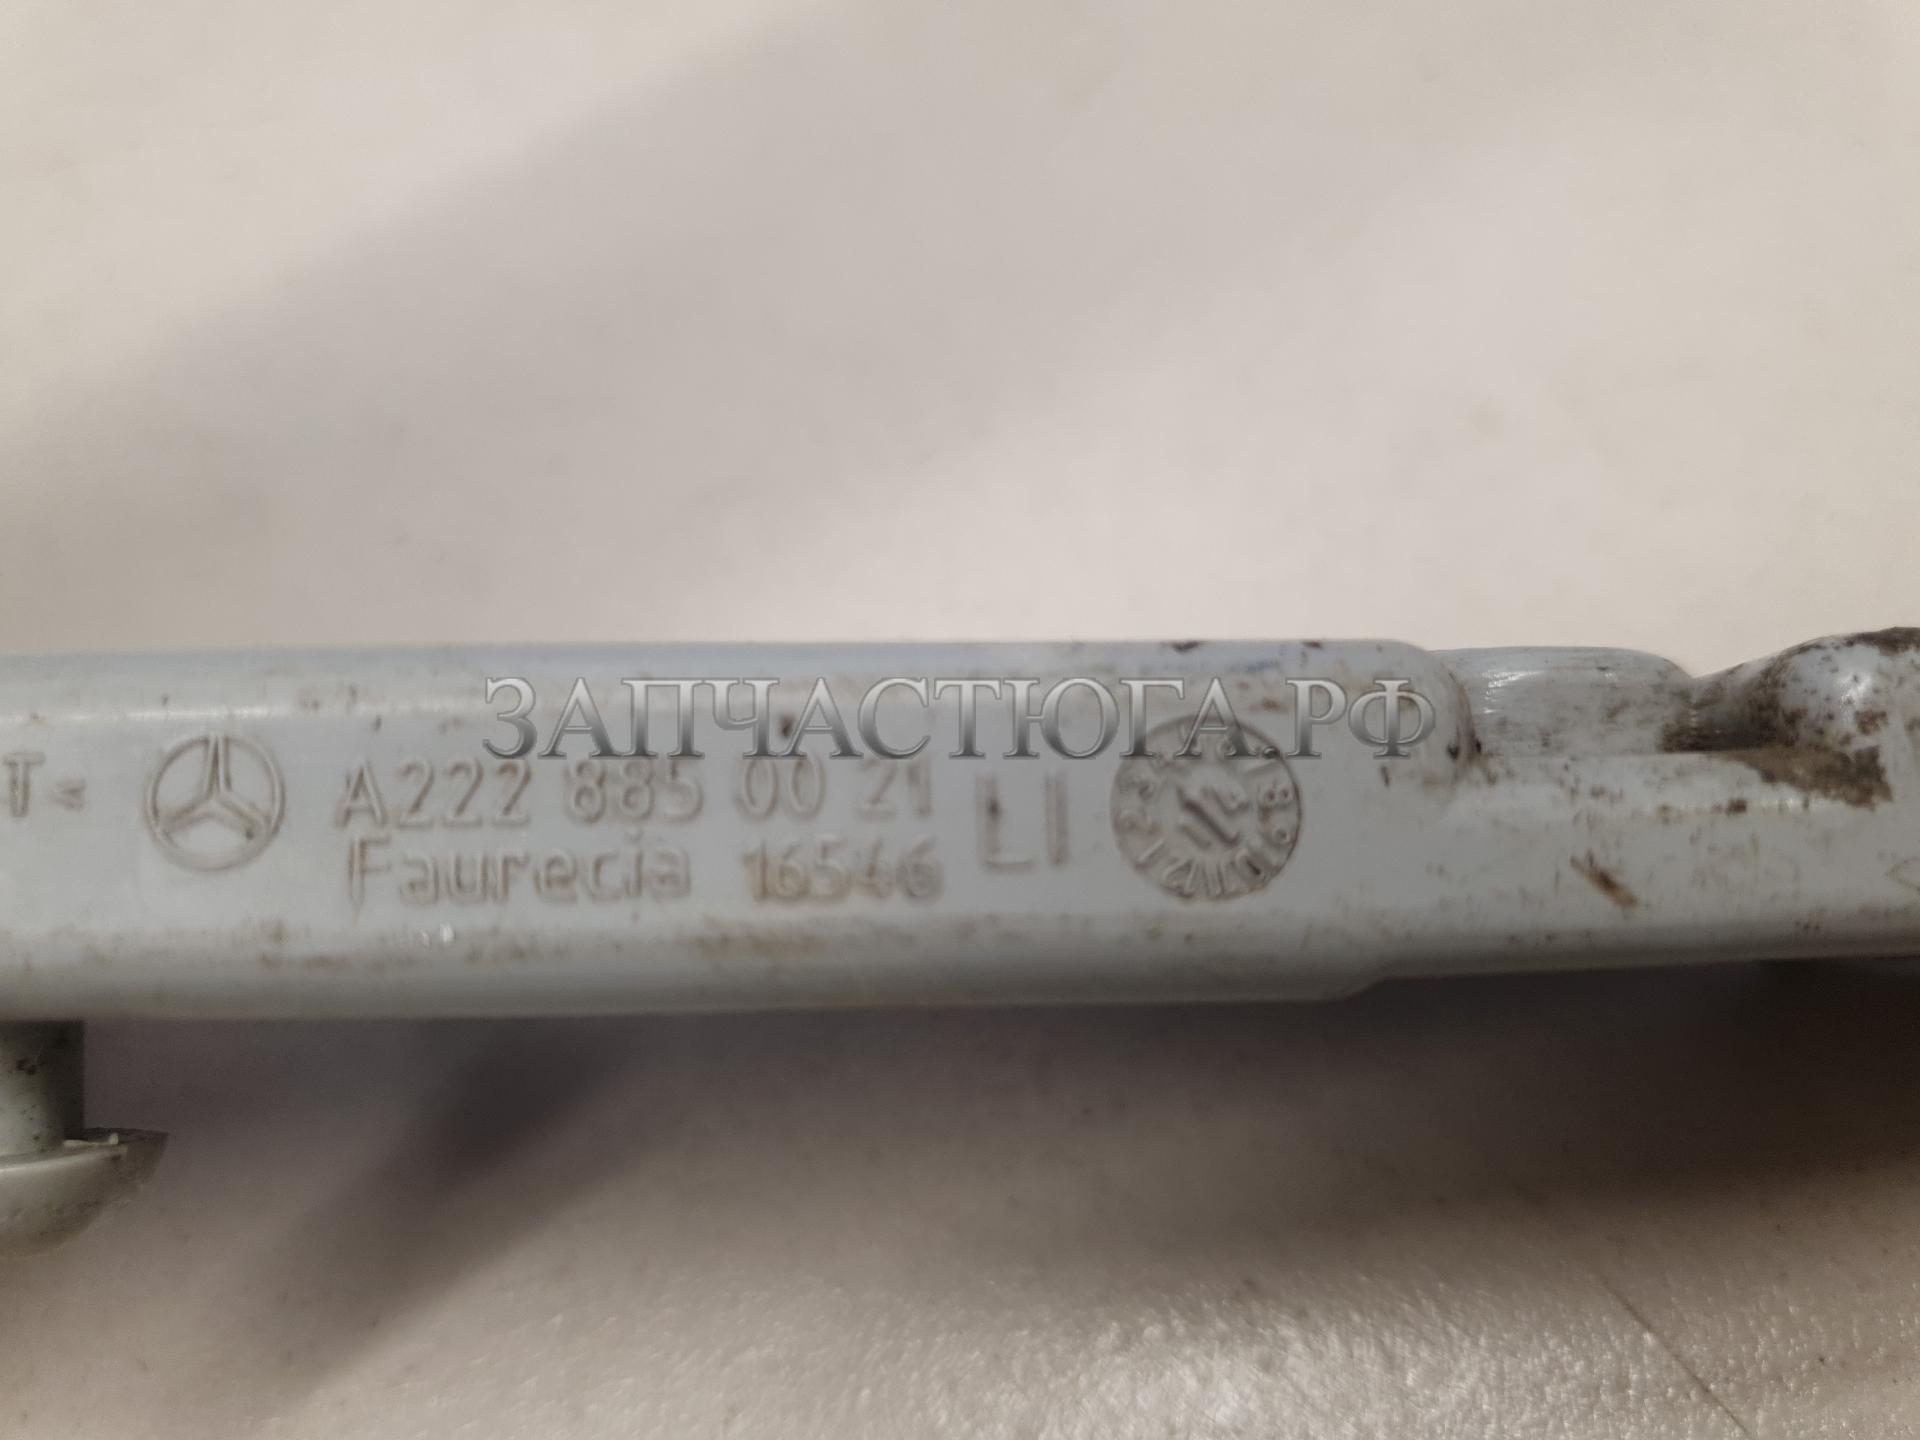 ЗАПЧАСТЮГА.РФ
T<
A222 885 00 21
Faurecia 16546
LI